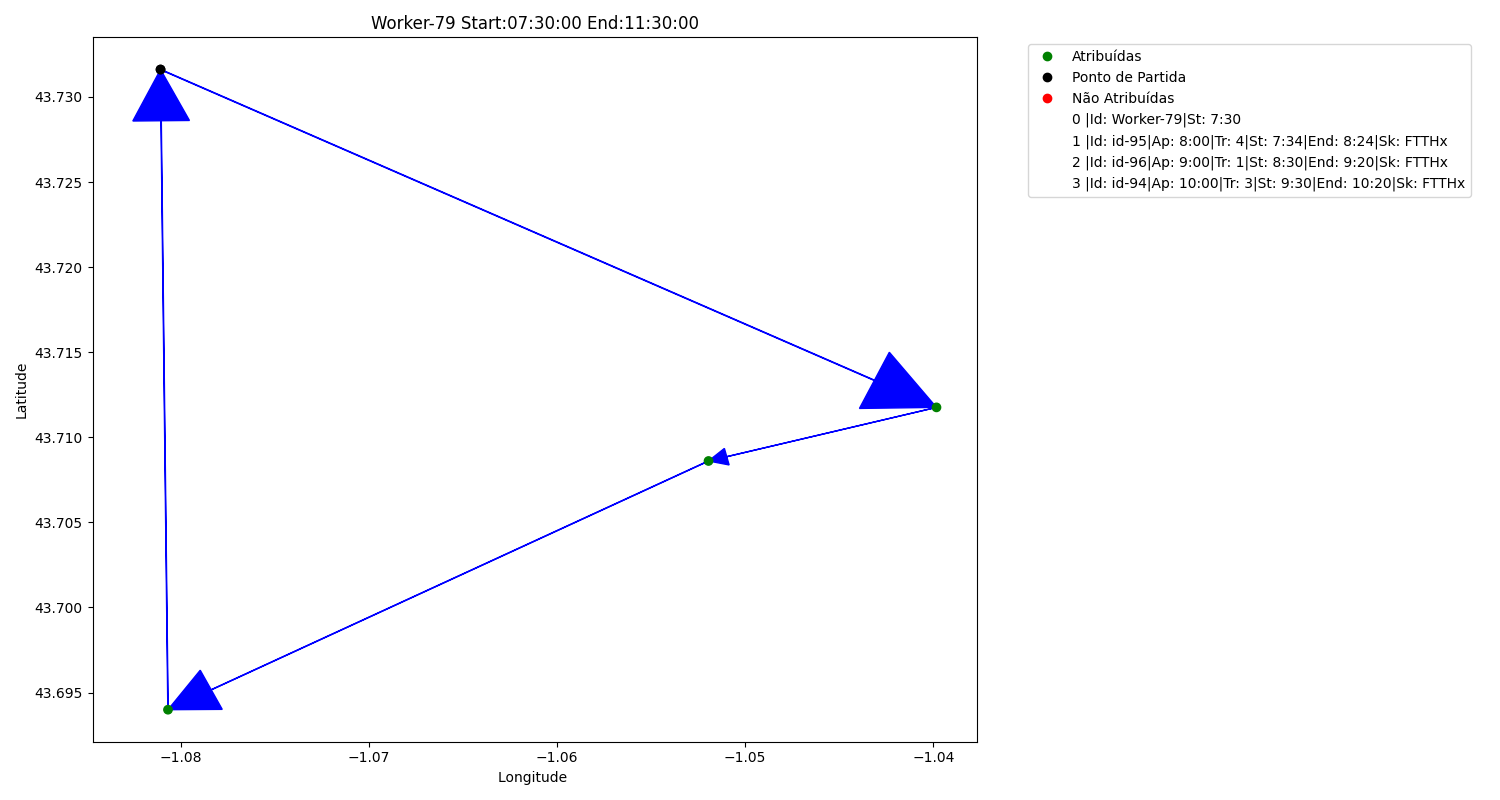 Worker-79 Start:07:30:00 End:11:30:00
43.730
43.725
43.720
43.715
43.710
43.705
43.700
43.695
Latitude
−1.08
−1.07
−1.06
−1.05
−1.04
Longitude
Atribuídas
Ponto de Partida
Não Atribuídas
0 |Id: Worker-79|St: 7:30
1 |Id: id-95|Ap: 8:00|Tr: 4|St: 7:34|End: 8:24|Sk: FTTHx
2 |Id: id-96|Ap: 9:00|Tr: 1|St: 8:30|End: 9:20|Sk: FTTHx
3 |Id: id-94|Ap: 10:00|Tr: 3|St: 9:30|End: 10:20|Sk: FTTHx